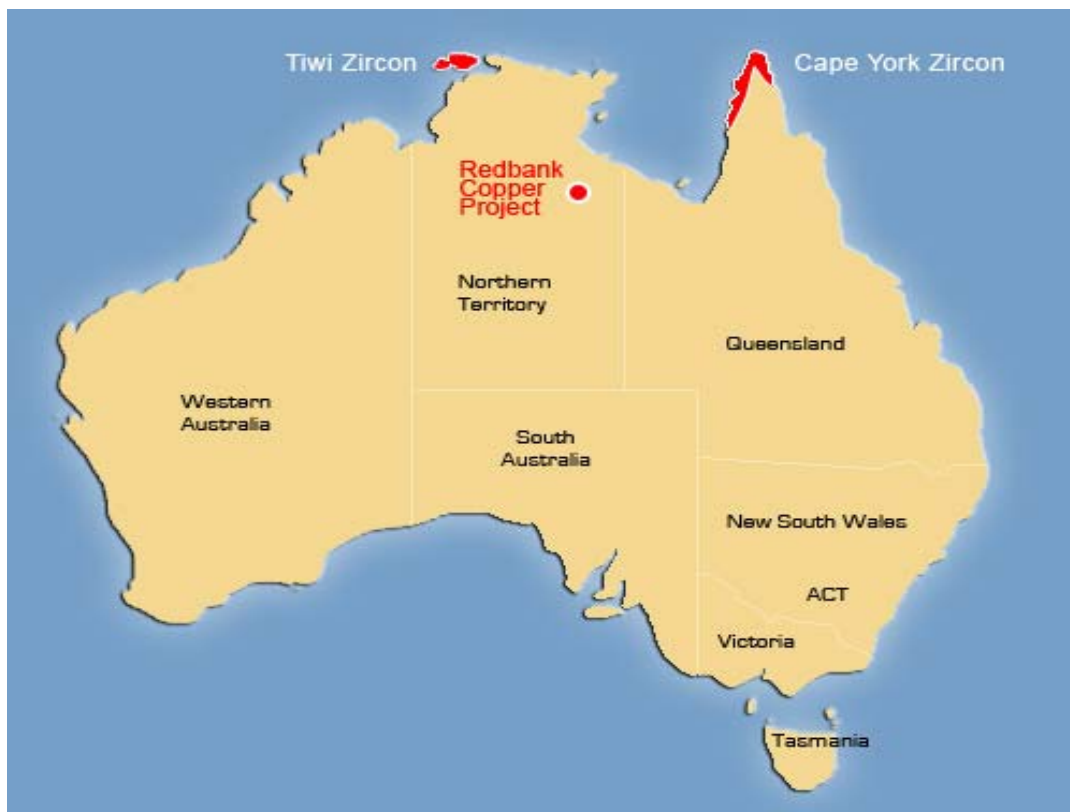 Tiwi Zircon
Cape York Zircon
Redbank
Copper
Project
Northern
Territory
Queensland
Western
Australia
South
Australia
New South Wales
ACT
Victoria
Tasmania